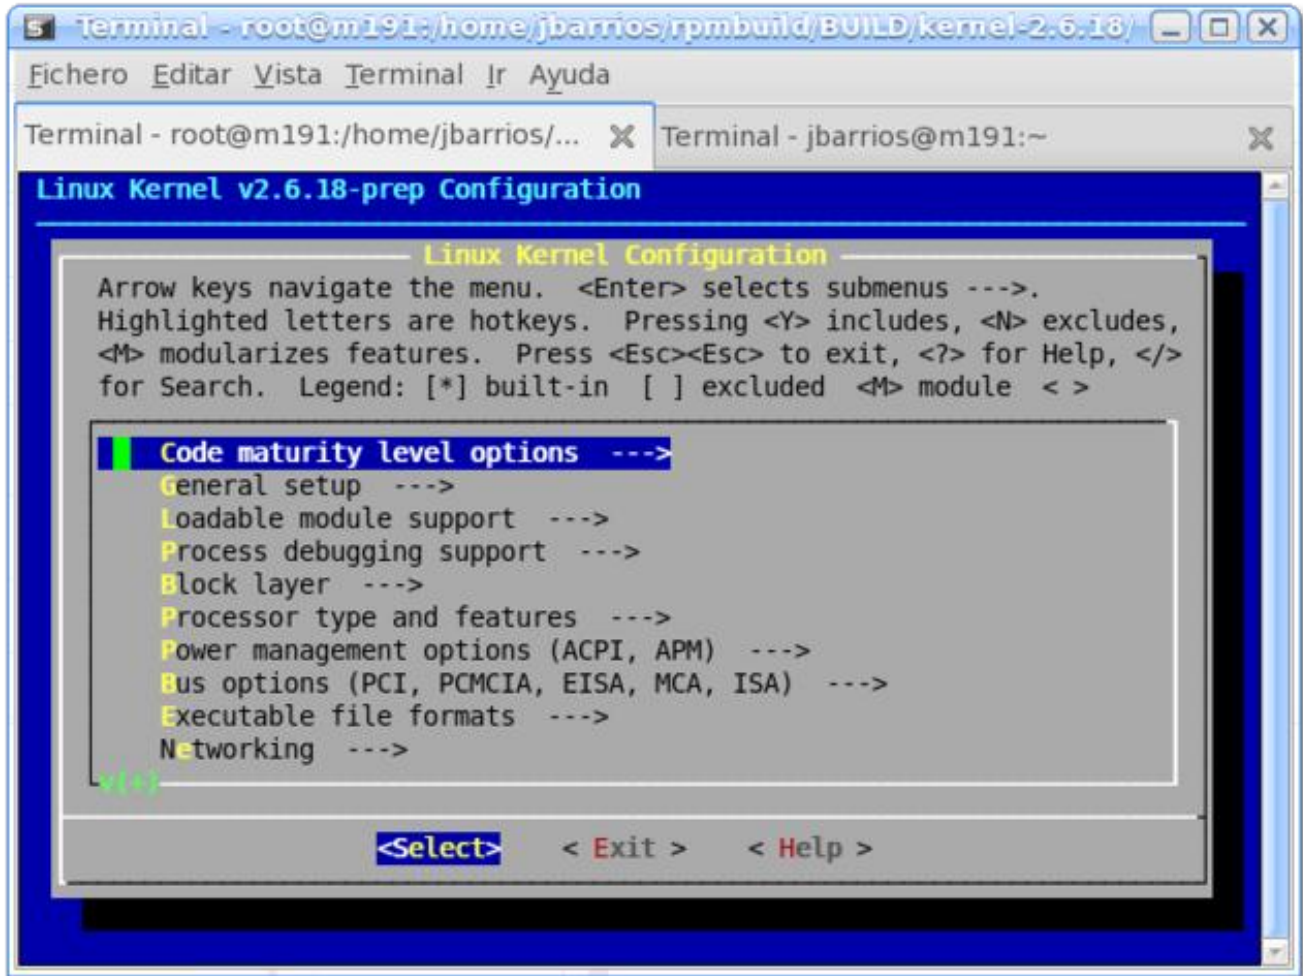 Terminal - root@m191:/home/jbarrios/rpmbuild/BUILD/kernel-2.6.18/
Fichero Editar Vista Terminal Ir Ayuda
Terminal - root@m191:/home/jbarrios/... Terminal - jbarrios@m191:~
Linux Kernel v2.6.18-prep Configuration
Linux Kernel Configuration
Arrow keys navigate the menu. <Enter> selects submenus --->.
Highlighted letters are hotkeys. Pressing <Y> includes, <N> excludes,
<M> modularizes features. Press <Esc><Esc> to exit, <?> for Help, </>
for Search. Legend: [*] built-in [ ] excluded <M> module < >
Code maturity level options --->
General setup --->
Loadable module support --->
Process debugging support --->
Block layer --->
Processor type and features --->
Power management options (ACPI, APM) --->
Bus options (PCI, PCMCIA, EISA, MCA, ISA) --->
Executable file formats --->
Networking --->
v(+)
<Select> < Exit > < Help >